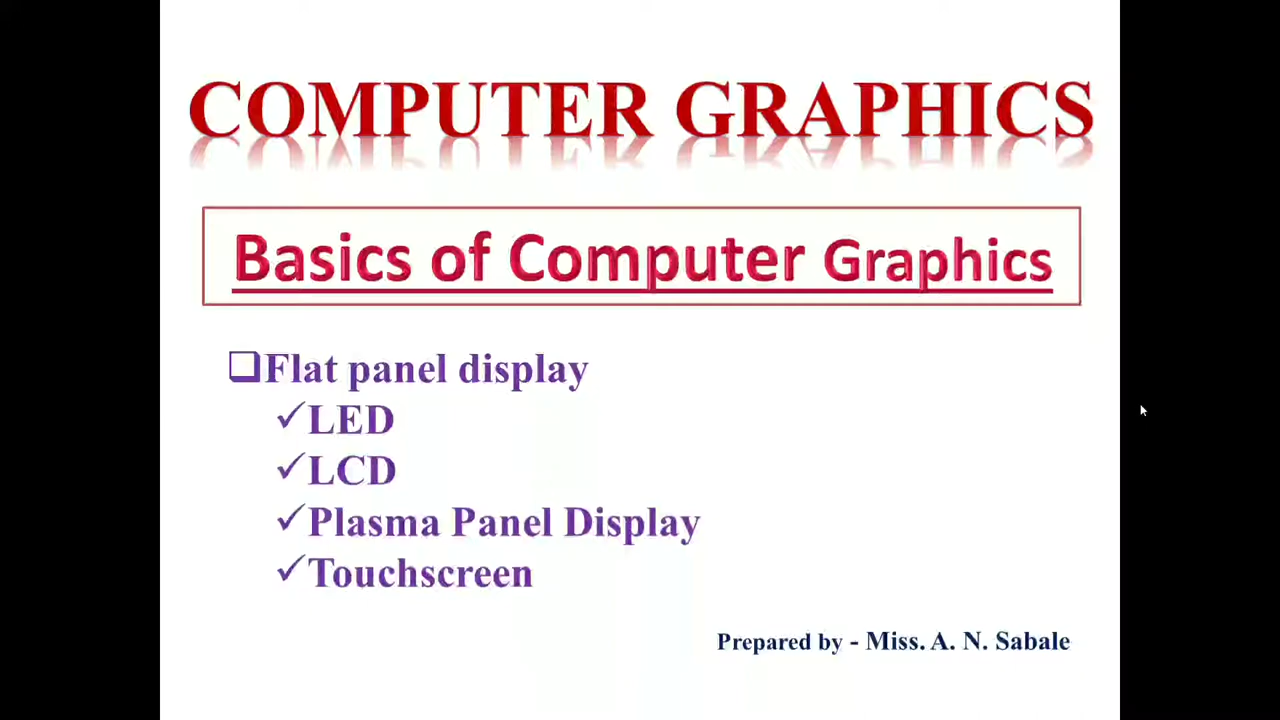 COMPUTER GRAPHICS
Basics of Computer Graphics
Flat panel display
LED
LCD
Plasma Panel Display
Touchscreen
Prepared by - Miss. A. N. Sabale